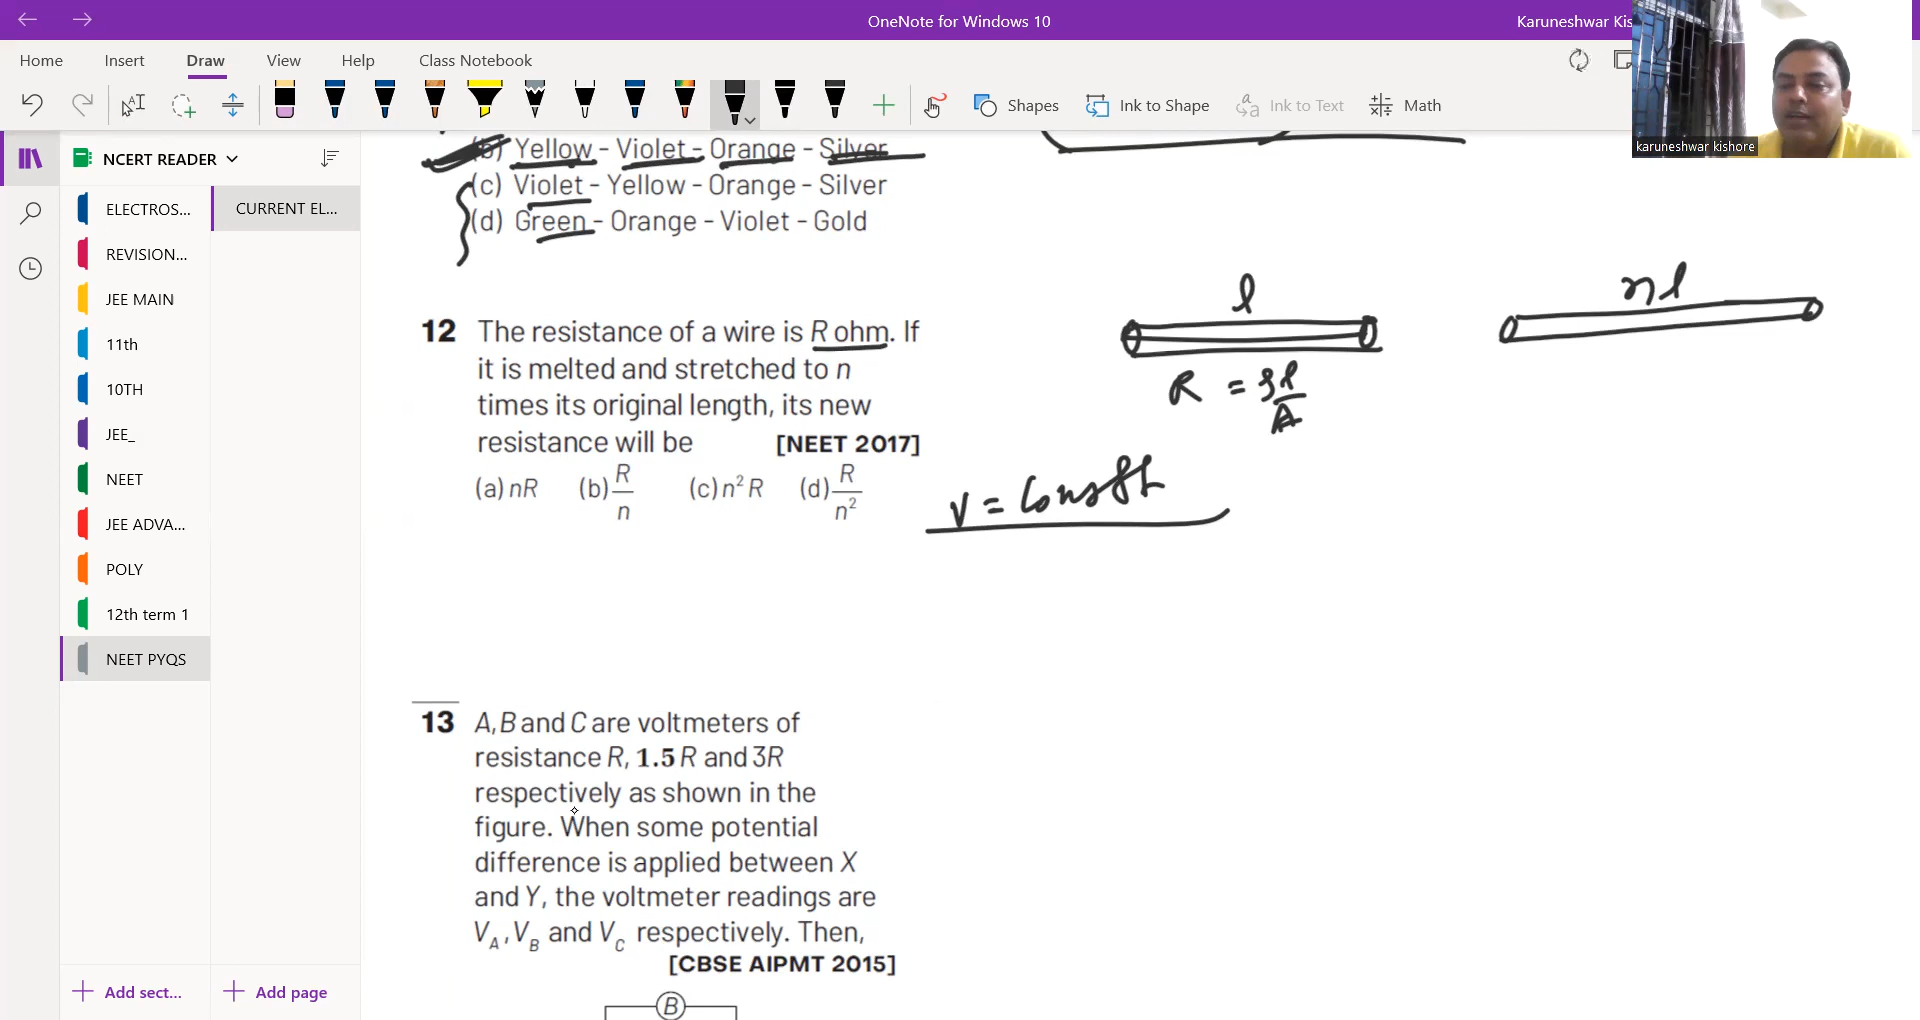 OneNote for Windows 10
Karuneshwar Kis
Home Insert Draw View Help Class Notebook
Shapes Ink to Shape Ink to Text Math
karuneshwar kishore
NCERT READER
ELECTROS...
REVISION...
JEE MAIN
11th
10TH
JEE_
NEET
JEE ADVA...
POLY
12th term 1
NEET PYQS
Add sect...
CURRENT EL...
Add page
(b) Yellow - Violet - Orange - Silver
(c) Violet - Yellow - Orange - Silver
(d) Green - Orange - Violet - Gold
12 The resistance of a wire is R ohm. If
it is melted and stretched to n
times its original length, its new
resistance will be [NEET 2017]
(a) nR (b) R/n (c) n² R (d) R/n²
l
R = ρl/A
nl
V = Constt
13 A, B and C are voltmeters of
resistance R, 1.5 R and 3R
respectively as shown in the
figure. When some potential
difference is applied between X
and Y, the voltmeter readings are
V_A, V_B and V_C respectively. Then,
[CBSE AIPMT 2015]
B